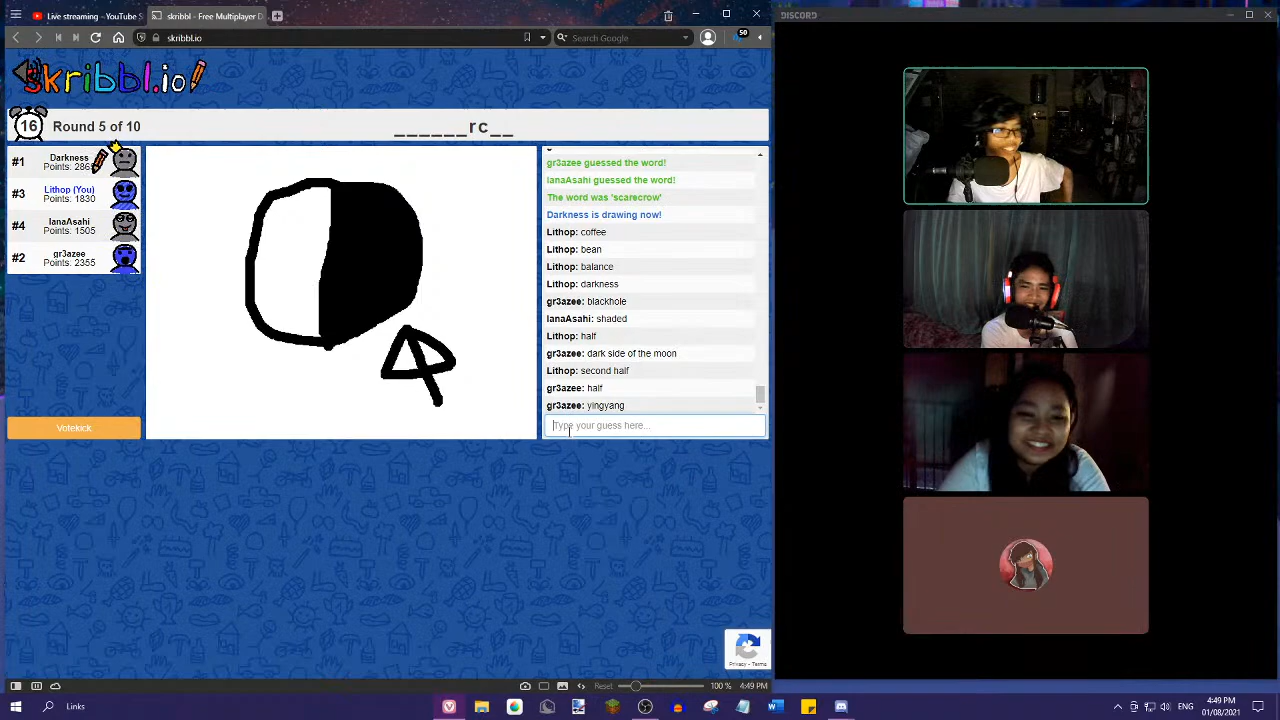 Live streaming - YouTube S
skribbl - Free Multiplayer D
DISCORD
skribbl.io
Search Google
50
skribbl.io
16
Round 5 of 10
______rc__
#1
Darkness
Points: 286
#3
Lithop (You)
Points: 1830
#4
IanaAsahi
Points: 1505
#2
gr3azee
Points: 2355
Votekick
gr3azee guessed the word!
IanaAsahi guessed the word!
The word was 'scarecrow'
Darkness is drawing now!
Lithop: coffee
Lithop: bean
Lithop: balance
Lithop: darkness
gr3azee: blackhole
IanaAsahi: shaded
Lithop: half
gr3azee: dark side of the moon
Lithop: second half
gr3azee: half
gr3azee: yingyang
Type your guess here...
Privacy - Terms
Reset
100 %
4:49 PM
Links
ENG
4:49 PM
01/08/2021